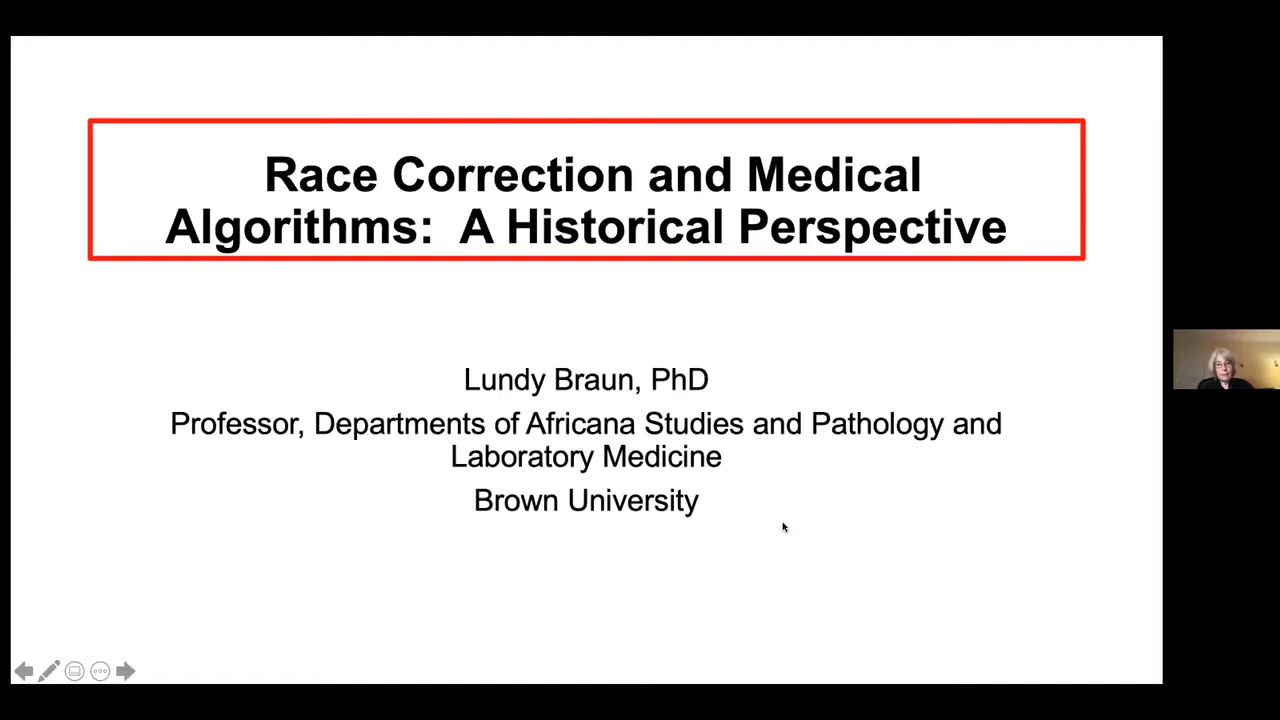 Race Correction and Medical
Algorithms: A Historical Perspective
Lundy Braun, PhD
Professor, Departments of Africana Studies and Pathology and
Laboratory Medicine
Brown University